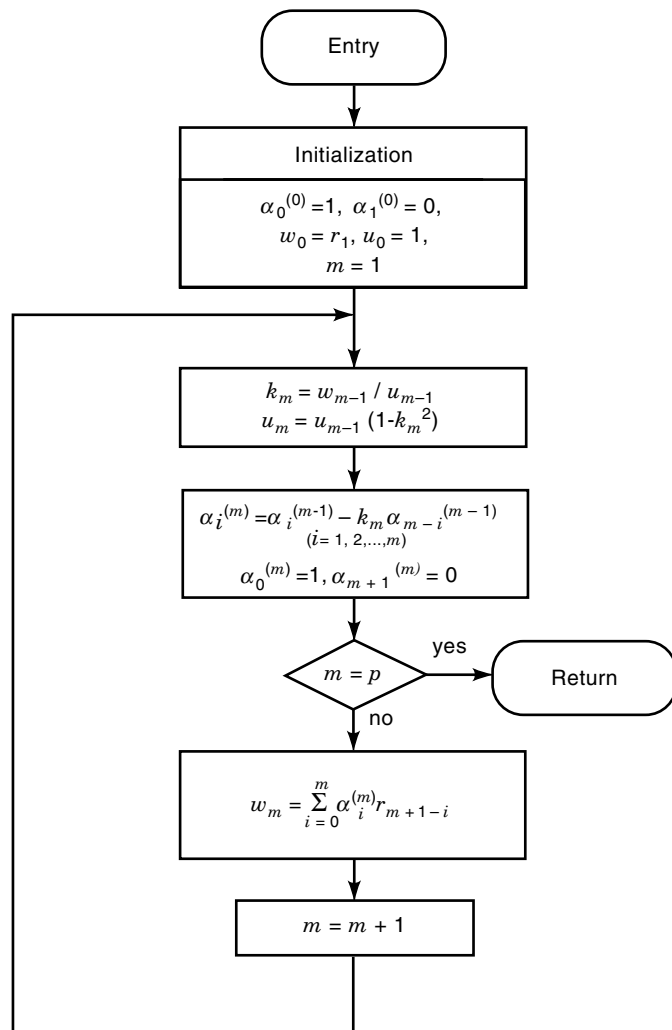 Entry
Initialization
α₀⁽⁰⁾ =1, α₁⁽⁰⁾ = 0,
w₀ = r₁, u₀ = 1,
m = 1
kₘ = wₘ₋₁ / uₘ₋₁
uₘ = uₘ₋₁ (1-kₘ²)
αᵢ⁽ᵐ⁾ =αᵢ⁽ᵐ⁻¹⁾ – kₘ αₘ₋ᵢ⁽ᵐ⁻¹⁾
(i= 1, 2,...,m)
α₀⁽ᵐ⁾ =1, αₘ₊₁⁽ᵐ⁾ = 0
m = p
yes
Return
no
m
wₘ = Σ αᵢ⁽ᵐ⁾ rₘ₊₁₋ᵢ
i = 0
m = m + 1